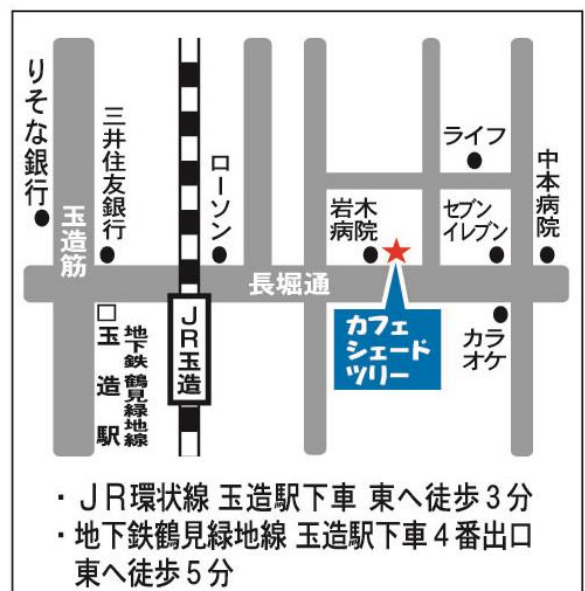 りそな銀行
玉造筋
三井住友銀行
ローソン
岩木
病院
ライフ
セブン
イレブン
中本病院
長堀通
カフェ
シェード
ツリー
カラ
オケ
JR玉造
地下鉄 鶴見緑地線
玉造駅
・JR環状線 玉造駅下車 東へ徒歩3分
・地下鉄鶴見緑地線 玉造駅下車4番出口
東へ徒歩5分